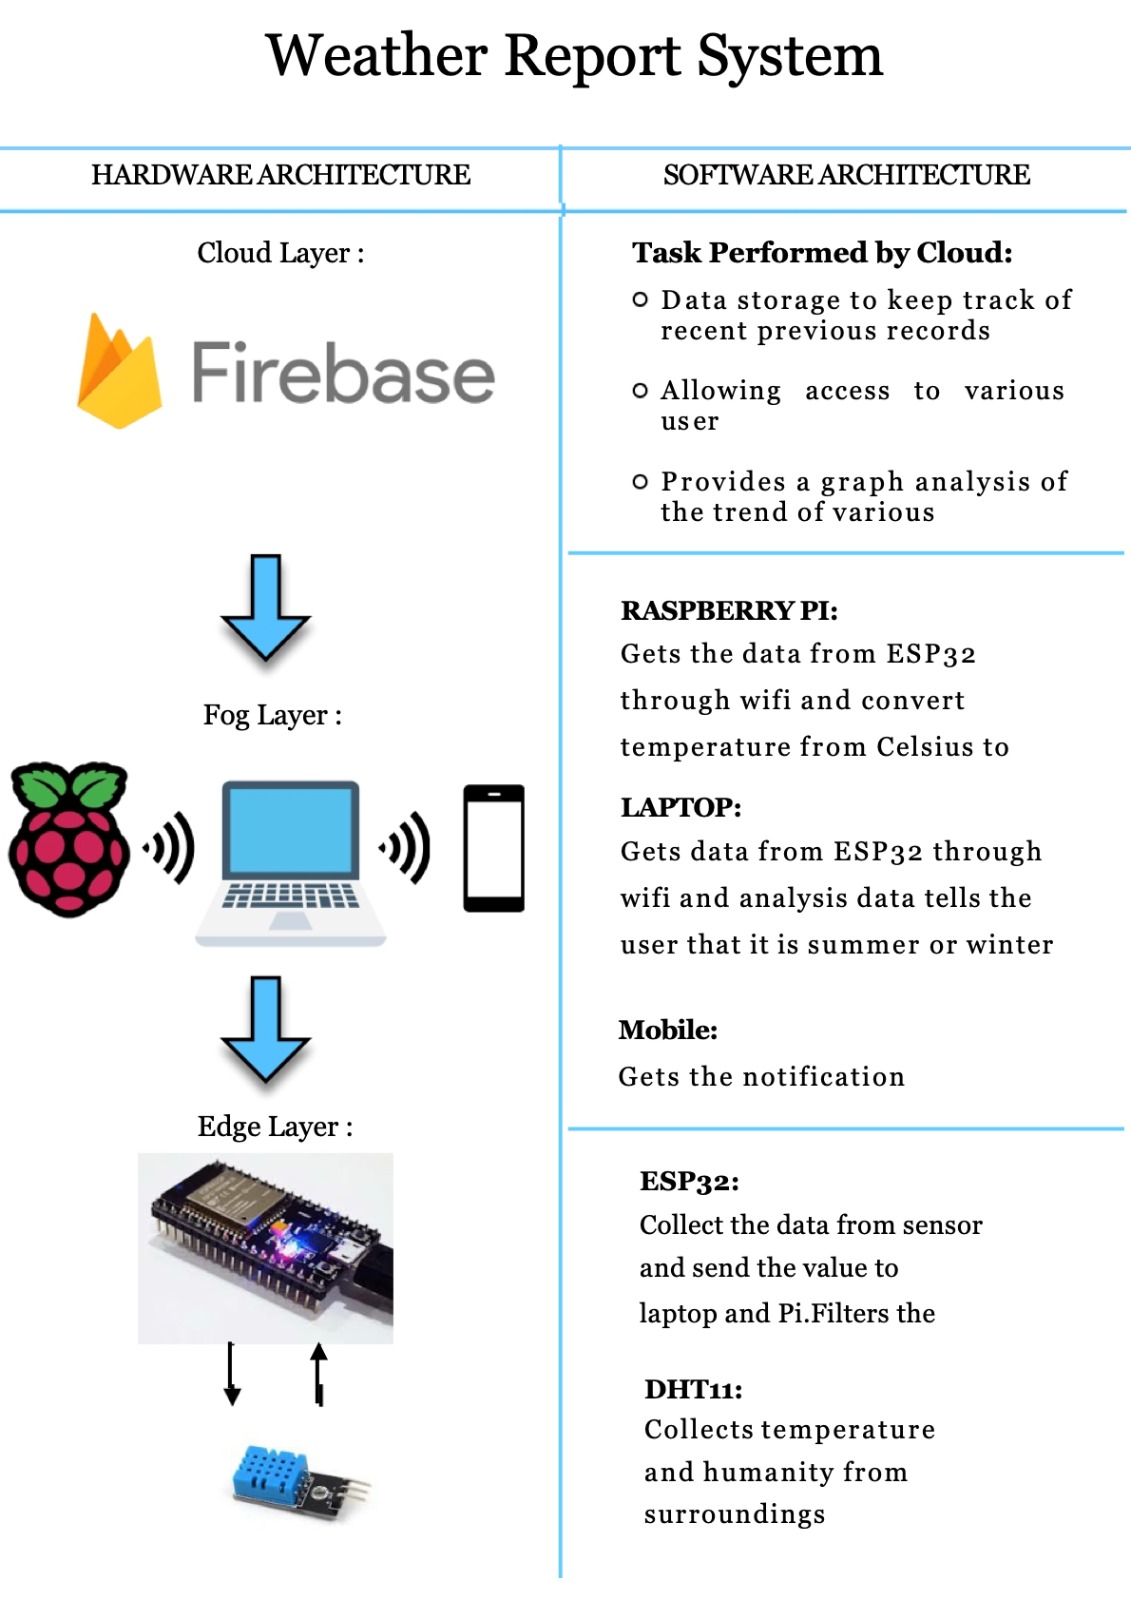 Weather Report System
HARDWARE ARCHITECTURE
SOFTWARE ARCHITECTURE
Cloud Layer :
Firebase
Task Performed by Cloud:
Data storage to keep track of
recent previous records
Allowing access to various
user
Provides a graph analysis of
the trend of various
Fog Layer :
RASPBERRY PI:
Gets the data from ESP32
through wifi and convert
temperature from Celsius to
LAPTOP:
Gets data from ESP32 through
wifi and analysis data tells the
user that it is summer or winter
Mobile:
Gets the notification
Edge Layer :
ESP32:
Collect the data from sensor
and send the value to
laptop and Pi.Filters the
DHT11:
Collects temperature
and humanity from
surroundings